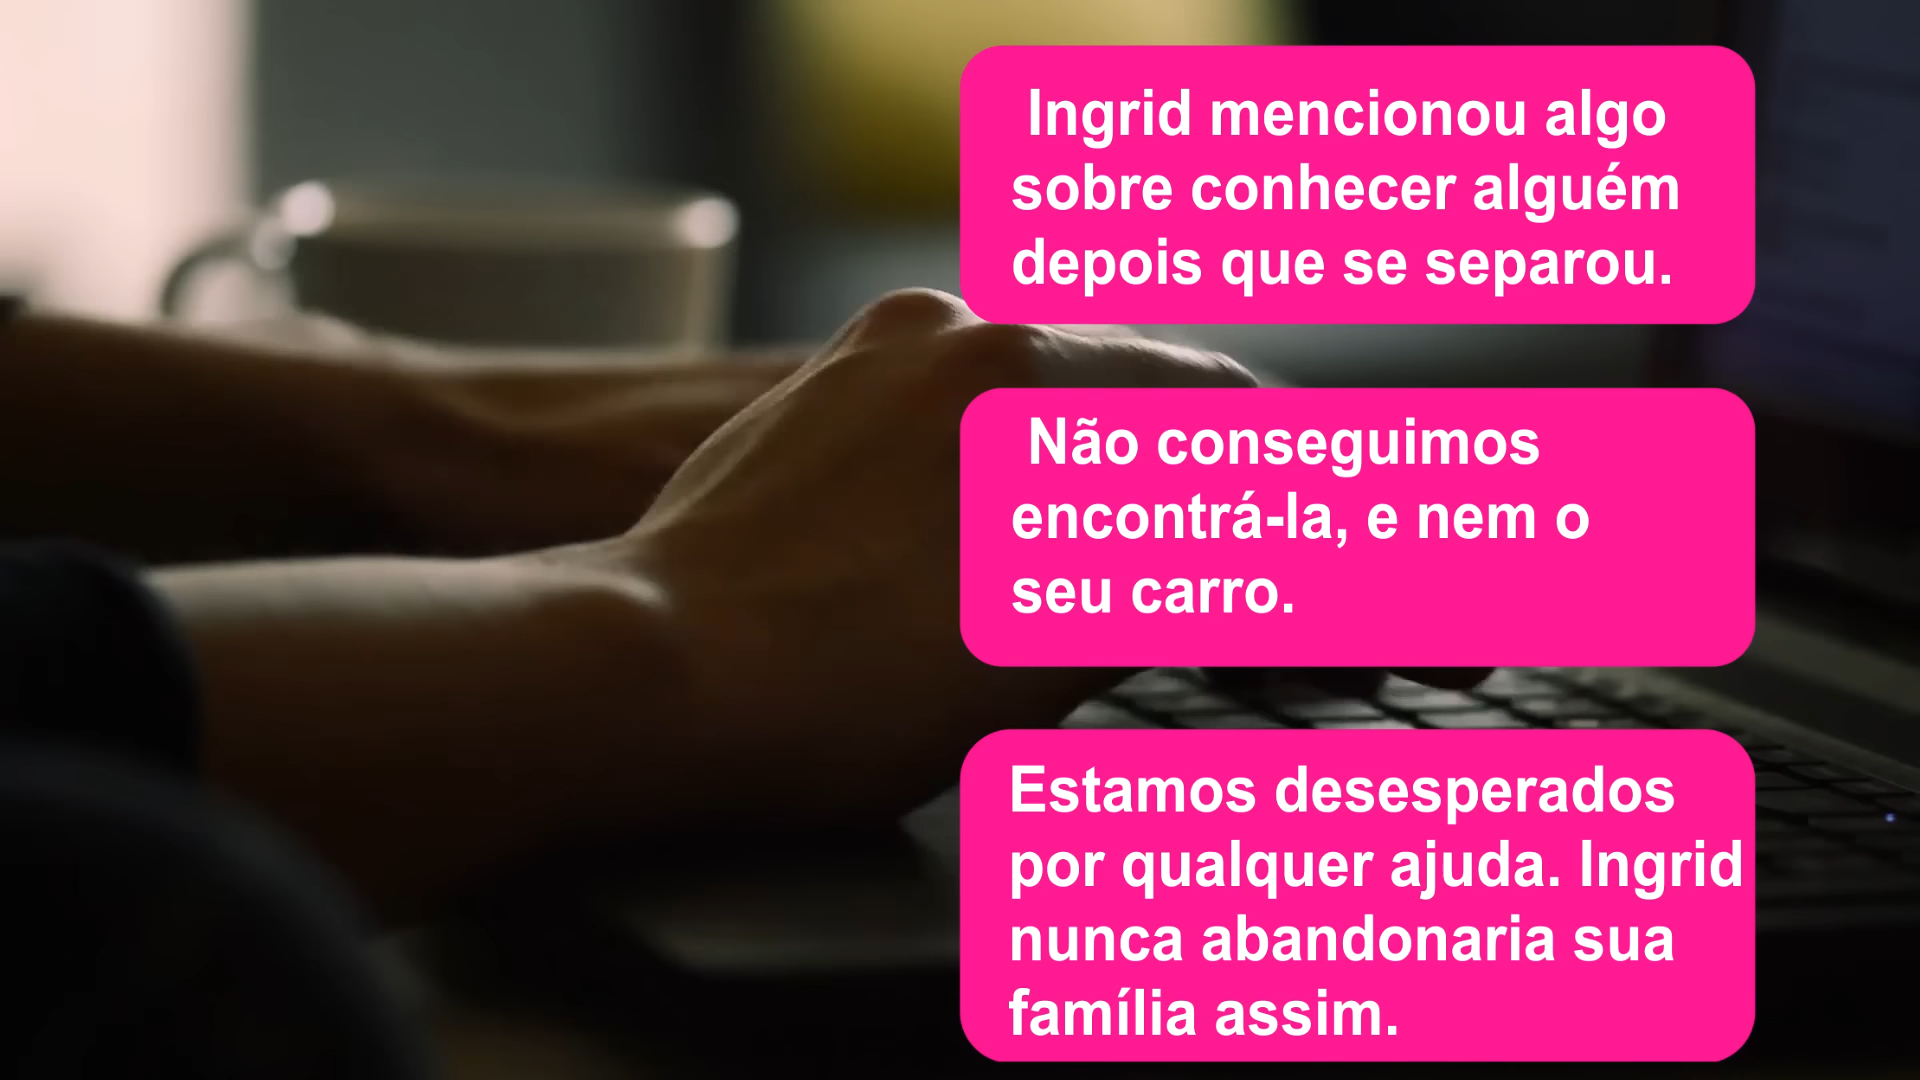 Ingrid mencionou algo
sobre conhecer alguém
depois que se separou.
Não conseguimos
encontrá-la, e nem o
seu carro.
Estamos desesperados
por qualquer ajuda. Ingrid
nunca abandonaria sua
família assim.